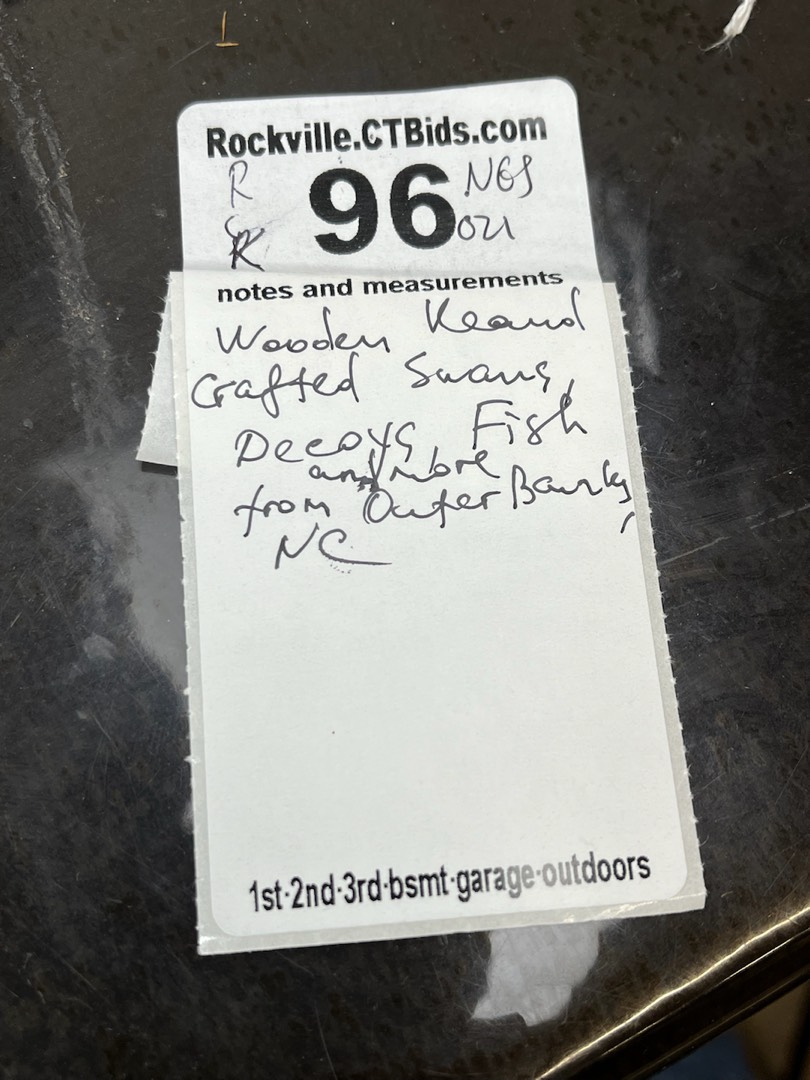 Rockville.CTBids.com
R 96 NGS
R 021
notes and measurements
Wooden Hand
Crafted Swans,
Decoys, Fish
and more
from Outer Banks,
NC
1st·2nd·3rd·bsmt·garage·outdoors